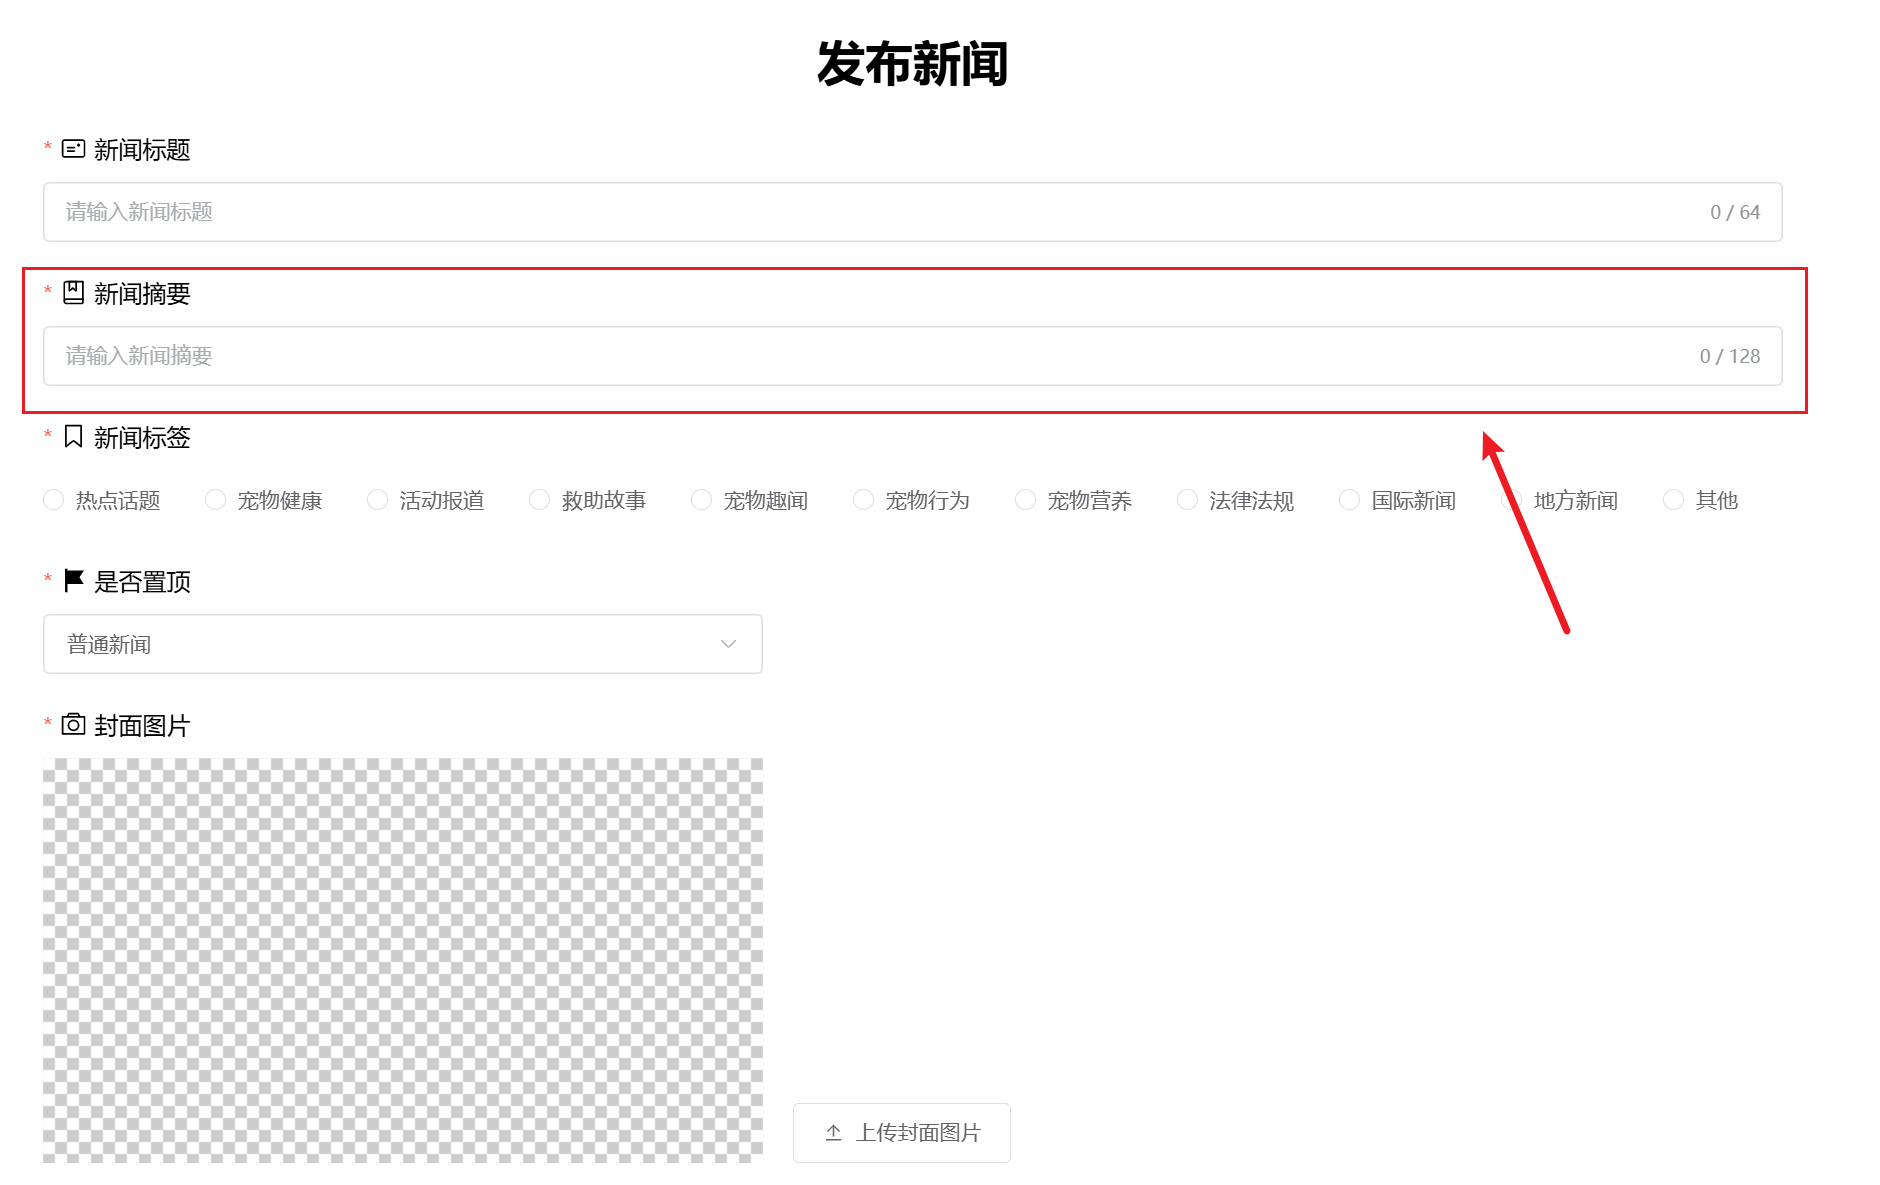 发布新闻
* 新闻标题
请输入新闻标题 0 / 64
* 新闻摘要
请输入新闻摘要 0 / 128
* 新闻标签
热点话题 宠物健康 活动报道 救助故事 宠物趣闻 宠物行为 宠物营养 法律法规 国际新闻 地方新闻 其他
* 是否置顶
普通新闻
* 封面图片
上传封面图片